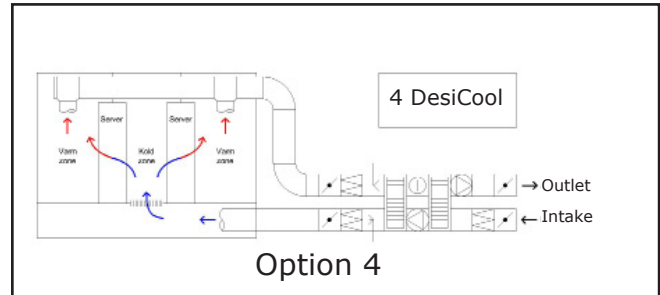 4 DesiCool
Server
Server
Varm
zone
Kold
zone
Varm
zone
Outlet
Intake
Option 4